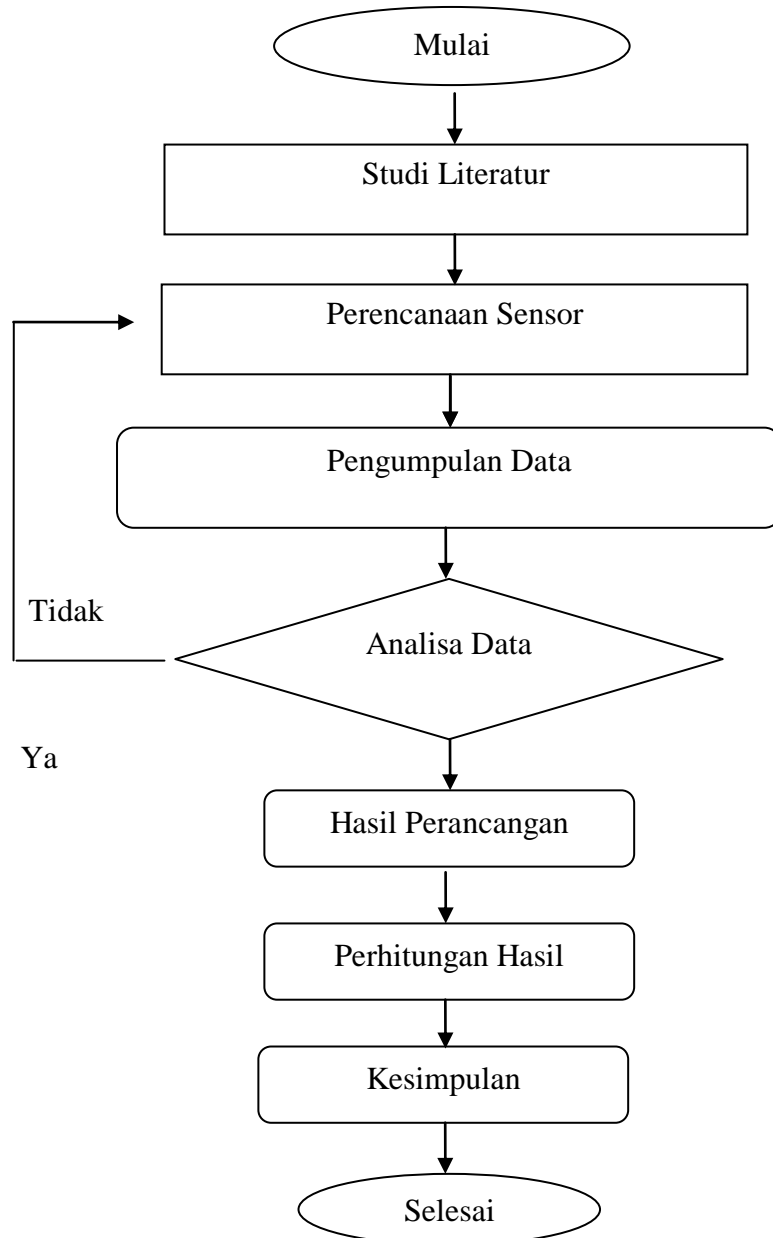 Mulai
Studi Literatur
Perencanaan Sensor
Pengumpulan Data
Tidak
Analisa Data
Ya
Hasil Perancangan
Perhitungan Hasil
Kesimpulan
Selesai